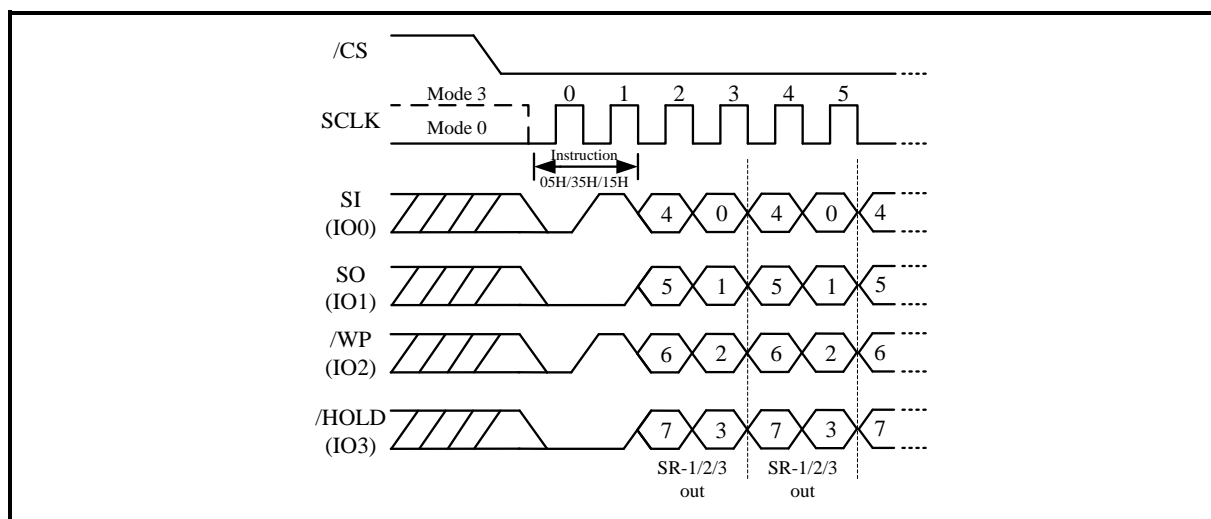 /CS
Mode 3
0 1 2 3 4 5
SCLK
Mode 0
Instruction
05H/35H/15H
SI
(IO0)
4 0 4 0 4
SO
(IO1)
5 1 5 1 5
/WP
(IO2)
6 2 6 2 6
/HOLD
(IO3)
7 3 7 3 7
SR-1/2/3
out
SR-1/2/3
out